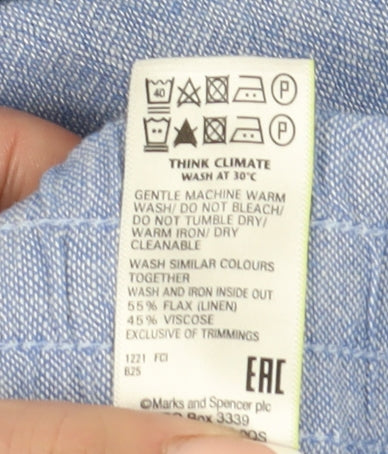 40 P
P
THINK CLIMATE
WASH AT 30°C
GENTLE MACHINE WARM
WASH/ DO NOT BLEACH/
DO NOT TUMBLE DRY/
WARM IRON/ DRY
CLEANABLE
WASH SIMILAR COLOURS
TOGETHER
WASH AND IRON INSIDE OUT
55% FLAX (LINEN)
45% VISCOSE
EXCLUSIVE OF TRIMMINGS
1221 FCI
B25
EAC
©Marks and Spencer plc
PO Box 3339